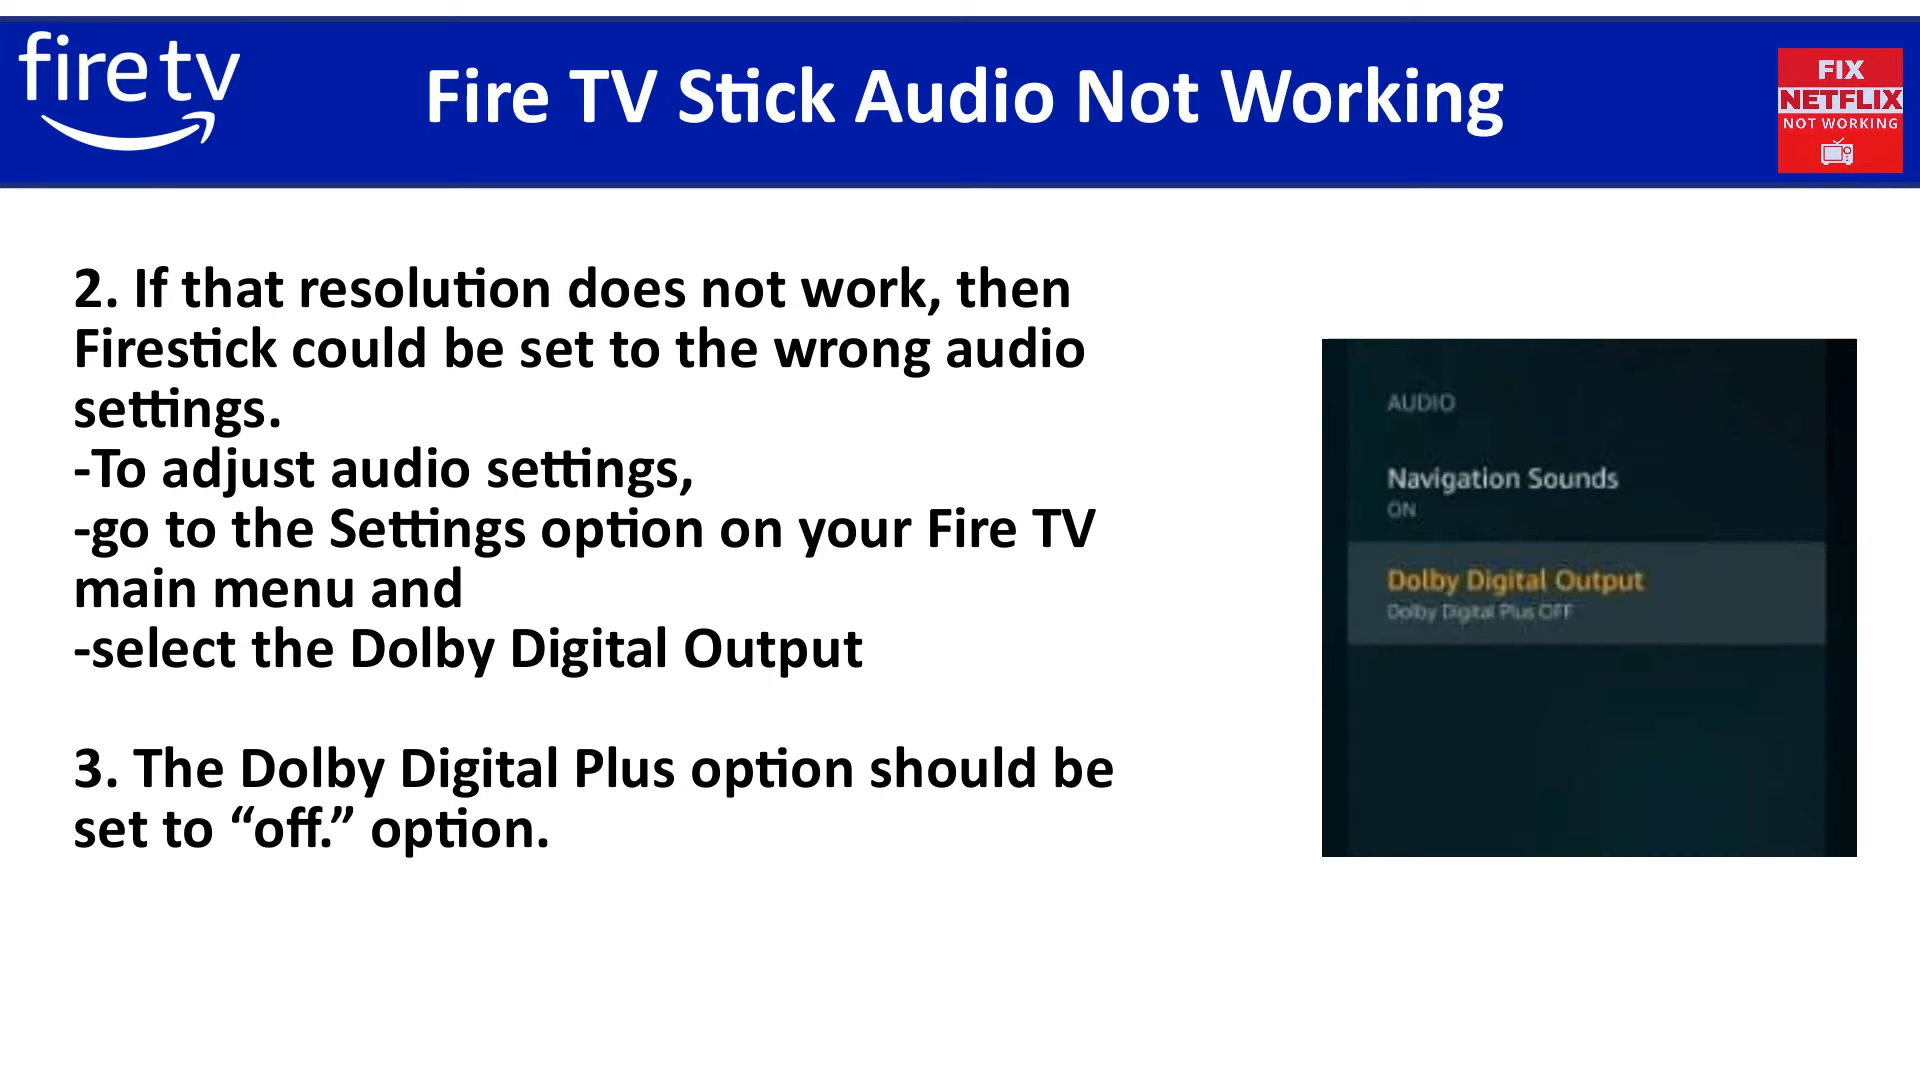 fire tv
Fire TV Stick Audio Not Working
FIX
NETFLIX
NOT WORKING
2. If that resolution does not work, then
Firestick could be set to the wrong audio
settings.
-To adjust audio settings,
-go to the Settings option on your Fire TV
main menu and
-select the Dolby Digital Output
3. The Dolby Digital Plus option should be
set to “off.” option.
AUDIO
Navigation Sounds
ON
Dolby Digital Output
Dolby Digital Plus OFF